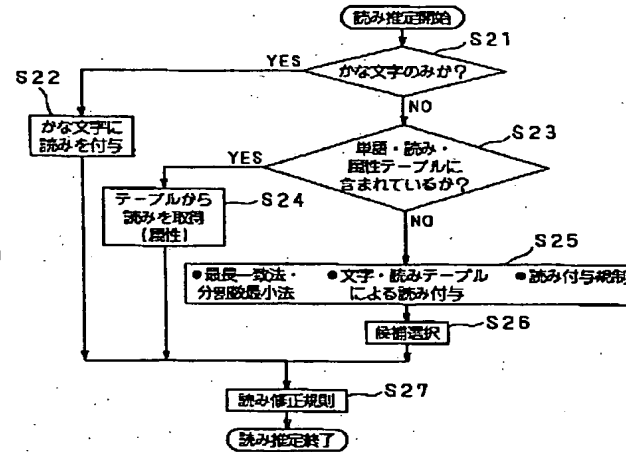 読み推定開始
S21
かな文字のみか?
YES
NO
S22
かな文字に
読みを付与
S23
単語・読み・
属性テーブルに
含まれているか?
YES
NO
S24
テーブルから
読みを取得
(属性)
S25
●最長一致法・
分割数最小法
●文字・読みテーブル
による読み付与
●読み付与規制
S26
候補選択
S27
読み修正規則
読み推定終了